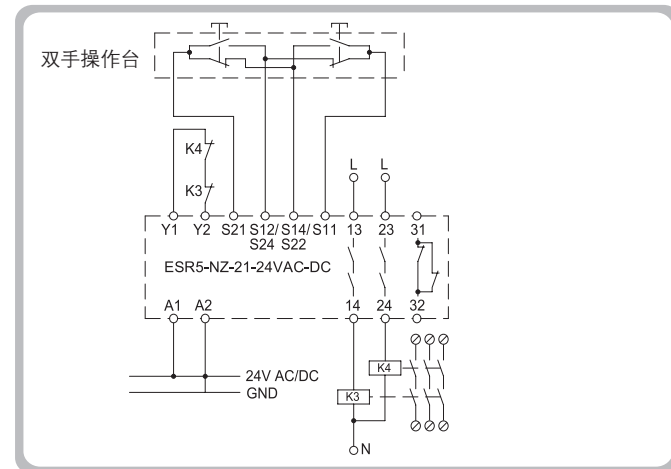 双手操作台
K4
K3
L L
Y1 Y2 S21 S12/ S14/ S11 13 23 31
S24 S22
ESR5-NZ-21-24VAC-DC
A1 A2 14 24 32
K4
24V AC/DC
K3
GND
N